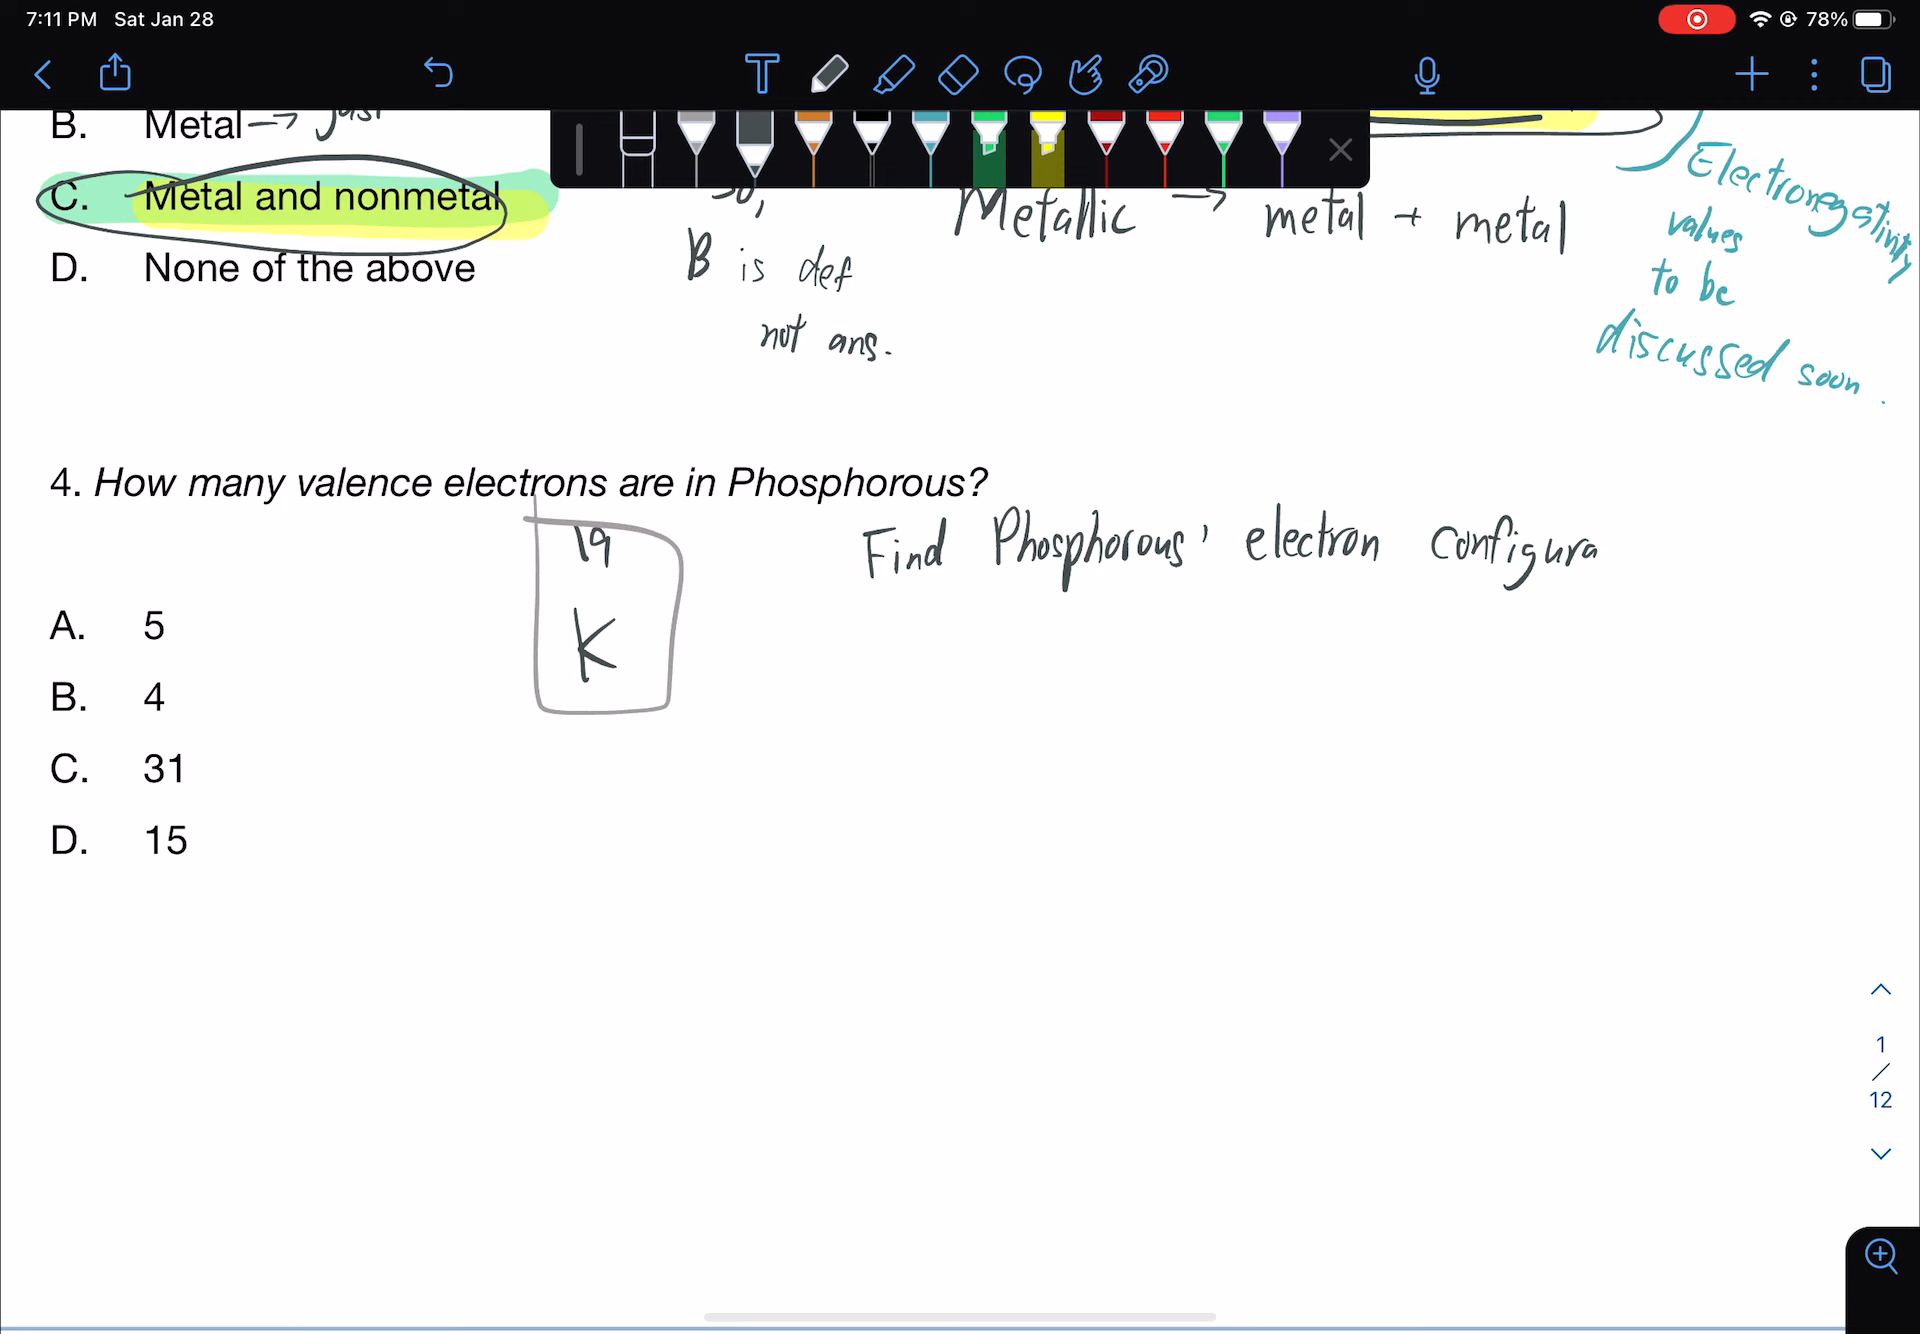 7:11 PM Sat Jan 28
78%
B. Metal → Just
C. Metal and nonmetal
D. None of the above
so,
B is def
not ans.
Metallic → metal + metal
Electronegativity
values
to be
discussed soon.
4. How many valence electrons are in Phosphorous?
19
K
Find Phosphorous' electron configura
A. 5
B. 4
C. 31
D. 15
1
/
12